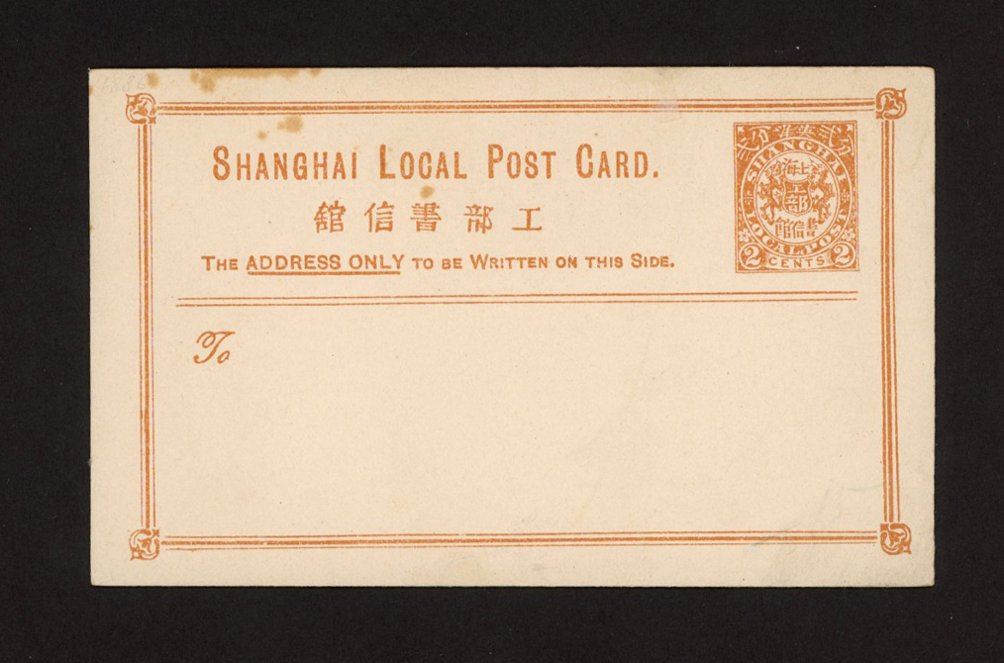 SHANGHAI LOCAL POST CARD.
館信書部工
THE ADDRESS ONLY TO BE WRITTEN ON THIS SIDE.
To
SHANGHAI
上海
工部
書信館
LOCAL POST
2 CENTS 2